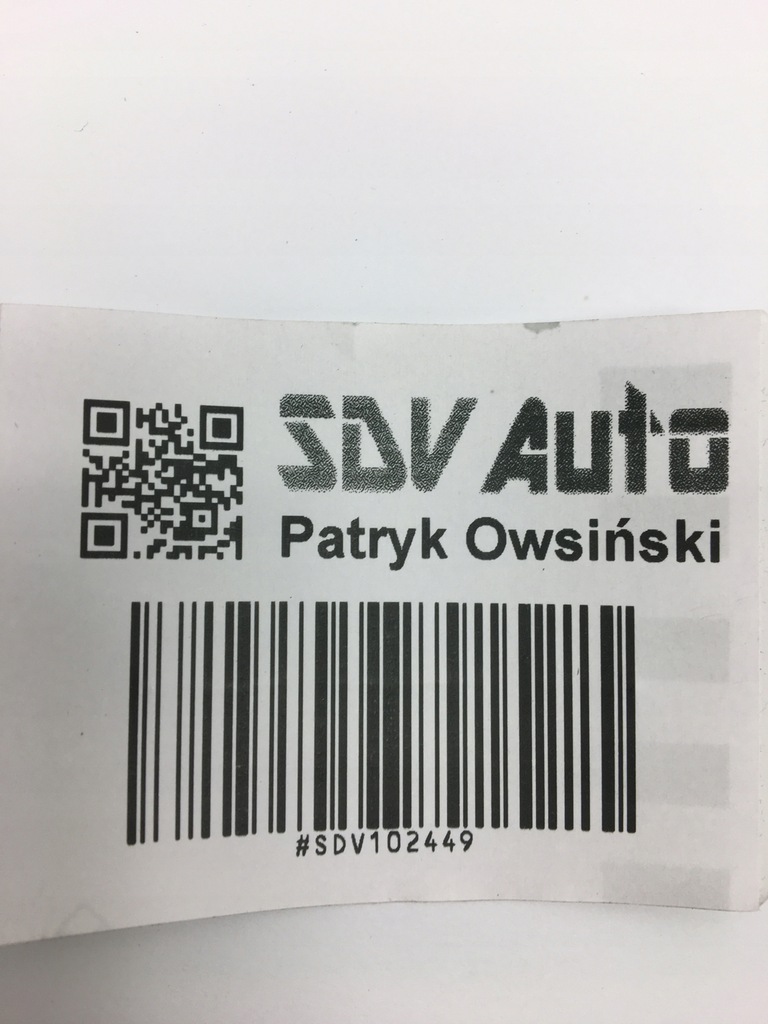 SDV Auto
Patryk Owsiński
#SDV102449